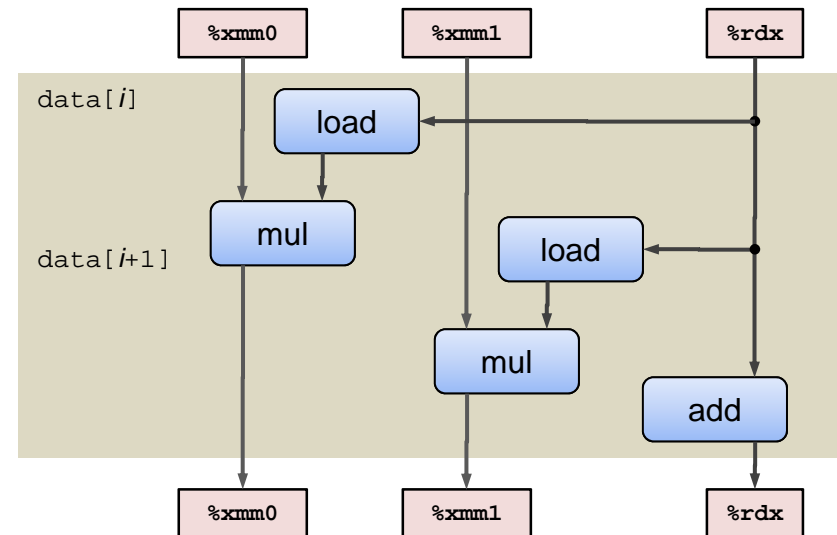 %xmm0 %xmm1 %rdx
data[i]
load
mul
load
data[i+1]
mul
add
%xmm0 %xmm1 %rdx